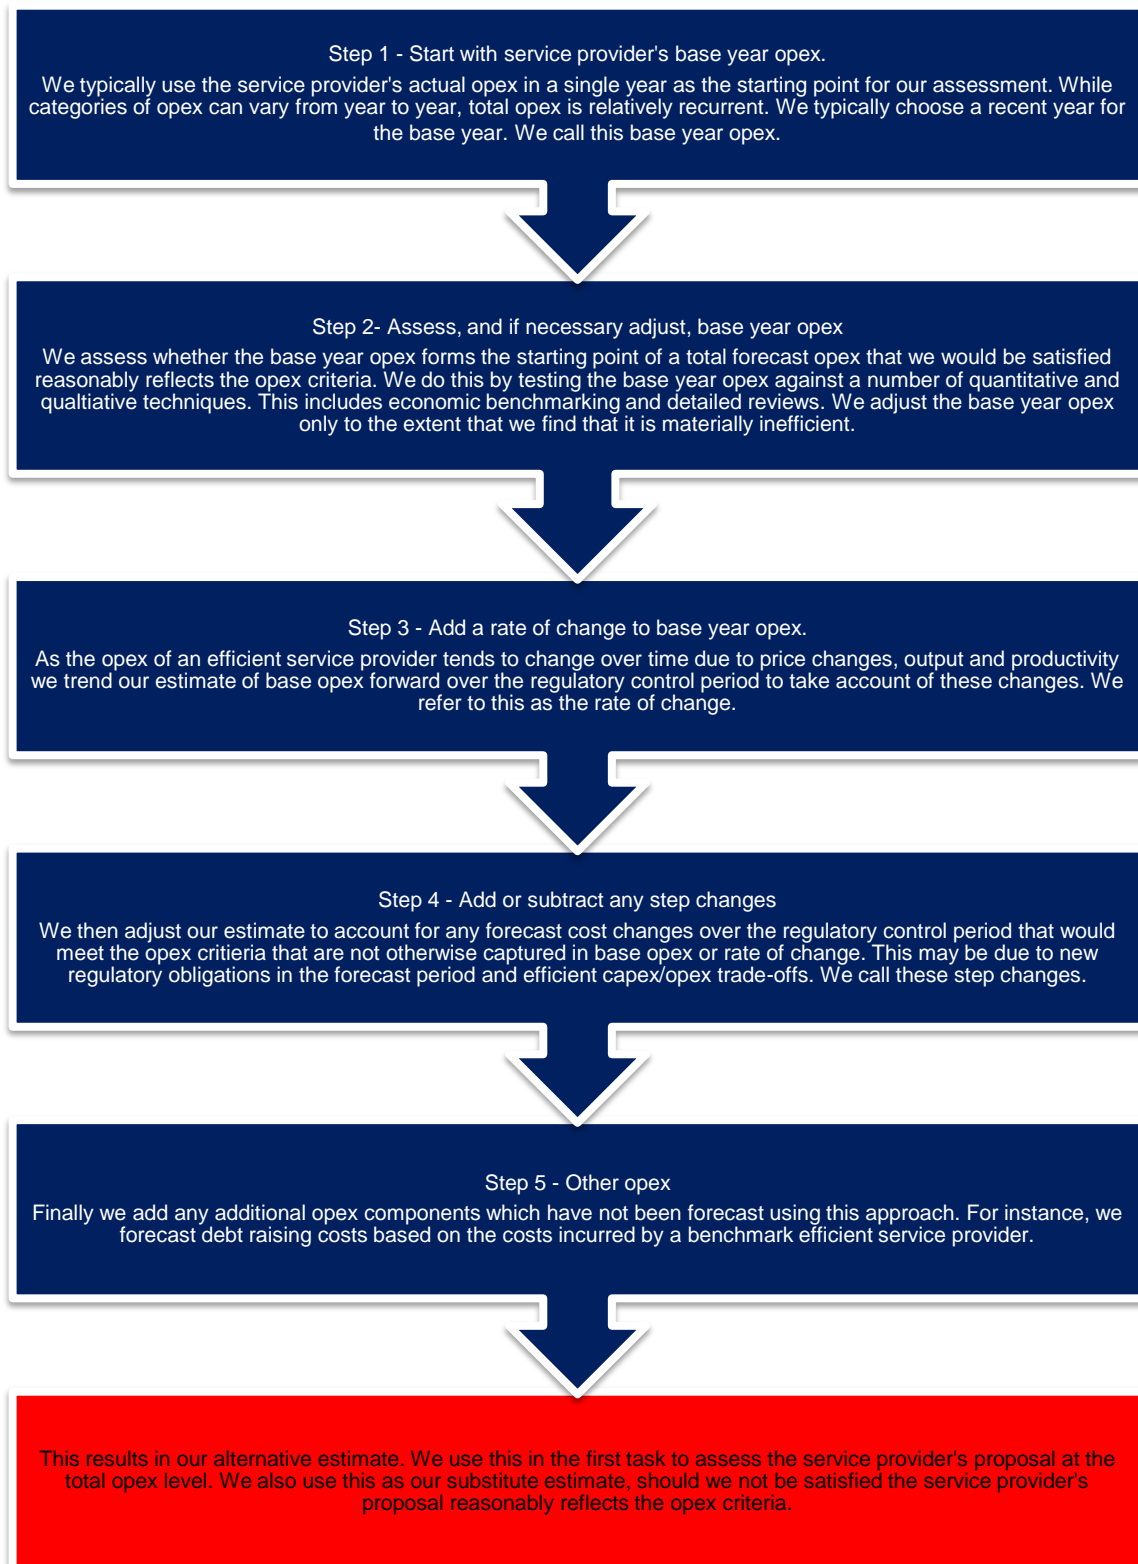 Step 1 - Start with service provider's base year opex.
We typically use the service provider's actual opex in a single year as the starting point for our assessment. While
categories of opex can vary from year to year, total opex is relatively recurrent. We typically choose a recent year for
the base year. We call this base year opex.
Step 2- Assess, and if necessary adjust, base year opex
We assess whether the base year opex forms the starting point of a total forecast opex that we would be satisfied
reasonably reflects the opex criteria. We do this by testing the base year opex against a number of quantitative and
qualtiative techniques. This includes economic benchmarking and detailed reviews. We adjust the base year opex
only to the extent that we find that it is materially inefficient.
Step 3 - Add a rate of change to base year opex.
As the opex of an efficient service provider tends to change over time due to price changes, output and productivity
we trend our estimate of base opex forward over the regulatory control period to take account of these changes. We
refer to this as the rate of change.
Step 4 - Add or subtract any step changes
We then adjust our estimate to account for any forecast cost changes over the regulatory control period that would
meet the opex critieria that are not otherwise captured in base opex or rate of change. This may be due to new
regulatory obligations in the forecast period and efficient capex/opex trade-offs. We call these step changes.
Step 5 - Other opex
Finally we add any additional opex components which have not been forecast using this approach. For instance, we
forecast debt raising costs based on the costs incurred by a benchmark efficient service provider.
This results in our alternative estimate. We use this in the first task to assess the service provider's proposal at the
total opex level. We also use this as our substitute estimate, should we not be satisfied the service provider's
proposal reasonably reflects the opex criteria.